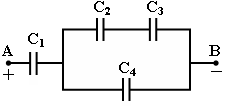 C₂ C₃
A C₁ B
+ −
C₄